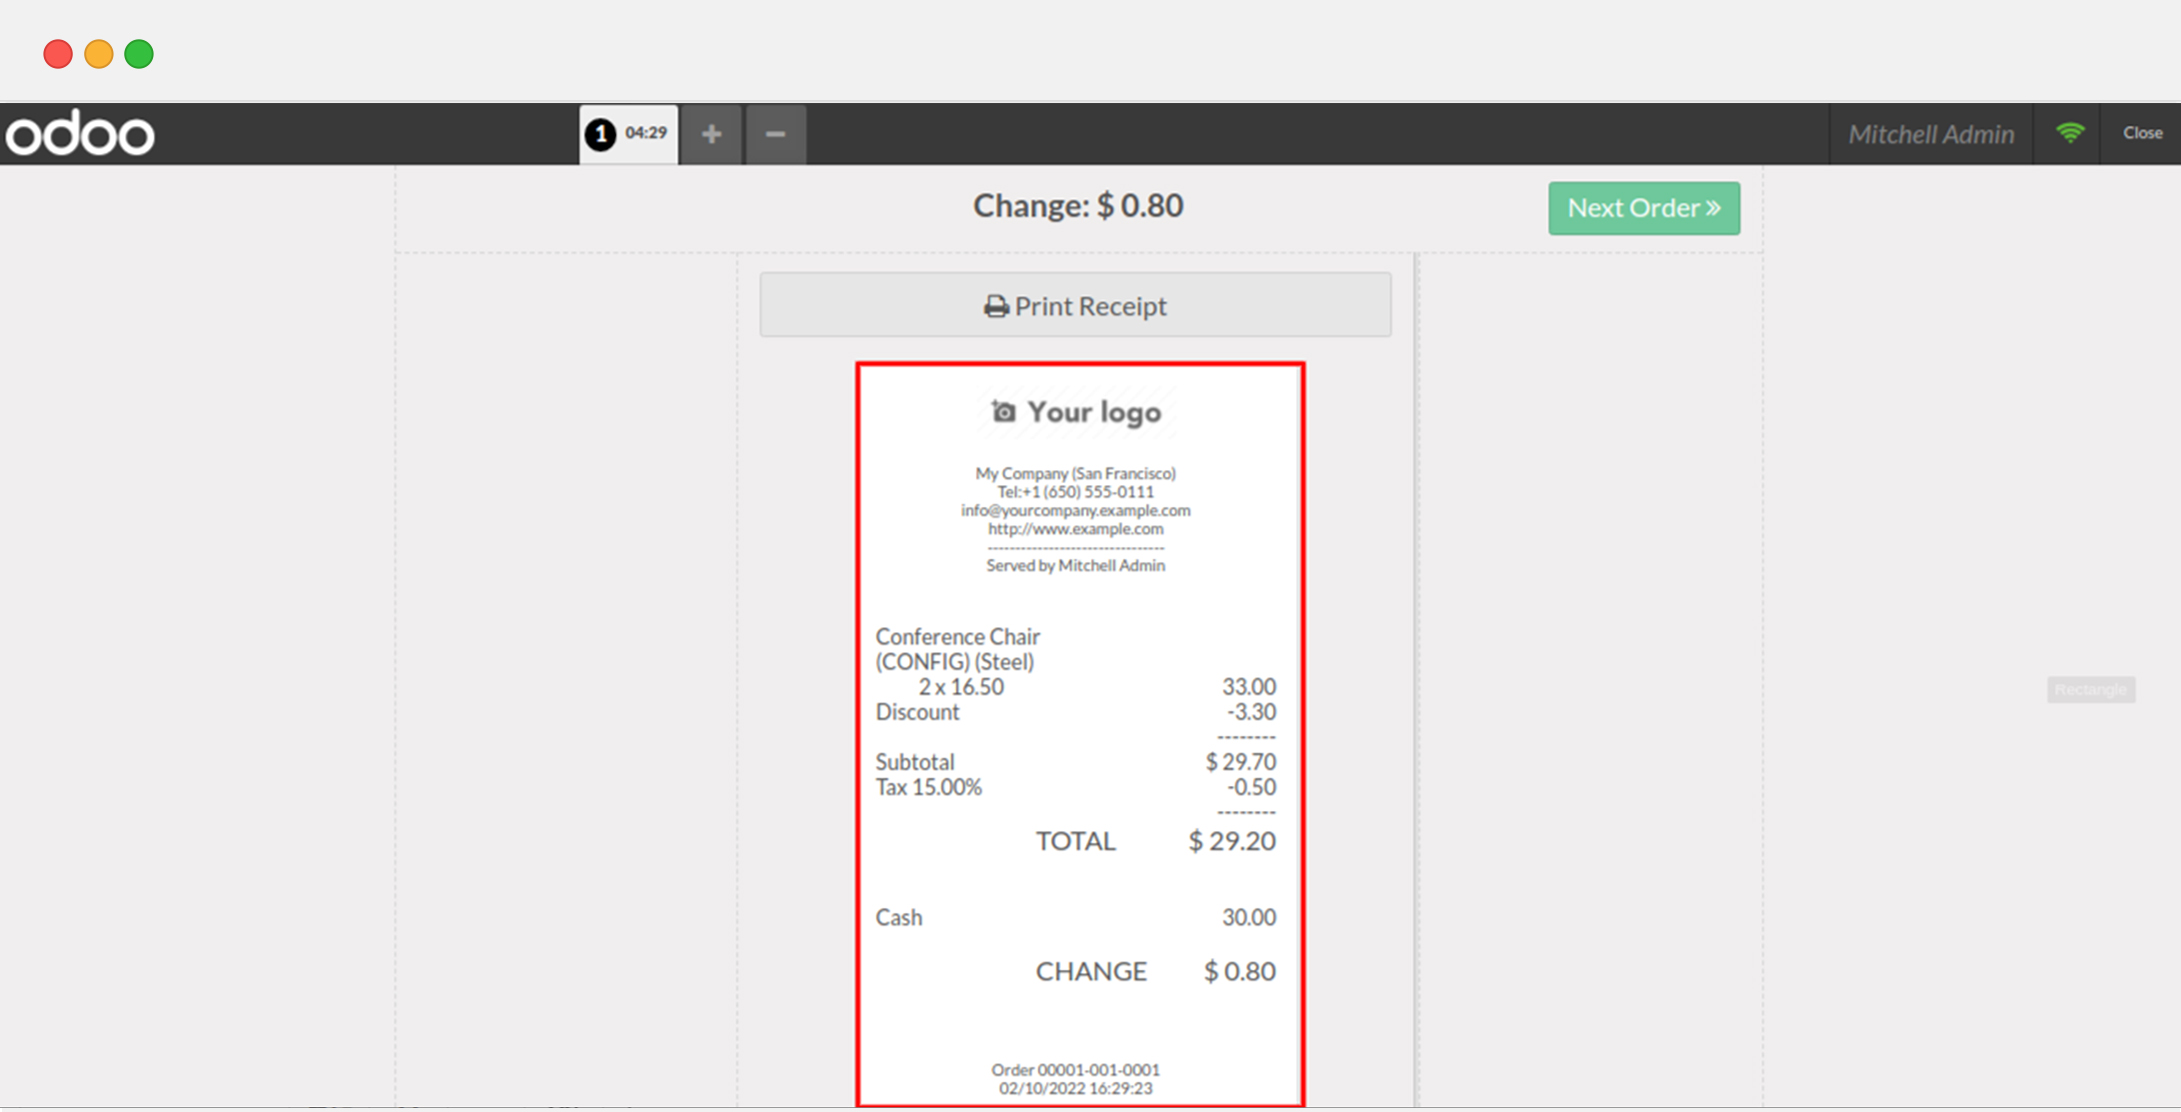 odoo
1 04:29 + −
Mitchell Admin
Close
Change: $ 0.80
Next Order »
Print Receipt
Your logo
My Company (San Francisco)
Tel:+1 (650) 555-0111
info@yourcompany.example.com
http://www.example.com
--------------------------------
Served by Mitchell Admin
Conference Chair
(CONFIG) (Steel)
2 x 16.50 33.00
Discount -3.30
--------
Subtotal $ 29.70
Tax 15.00% -0.50
--------
TOTAL $ 29.20
Cash 30.00
CHANGE $ 0.80
Order 00001-001-0001
02/10/2022 16:29:23
Rectangle